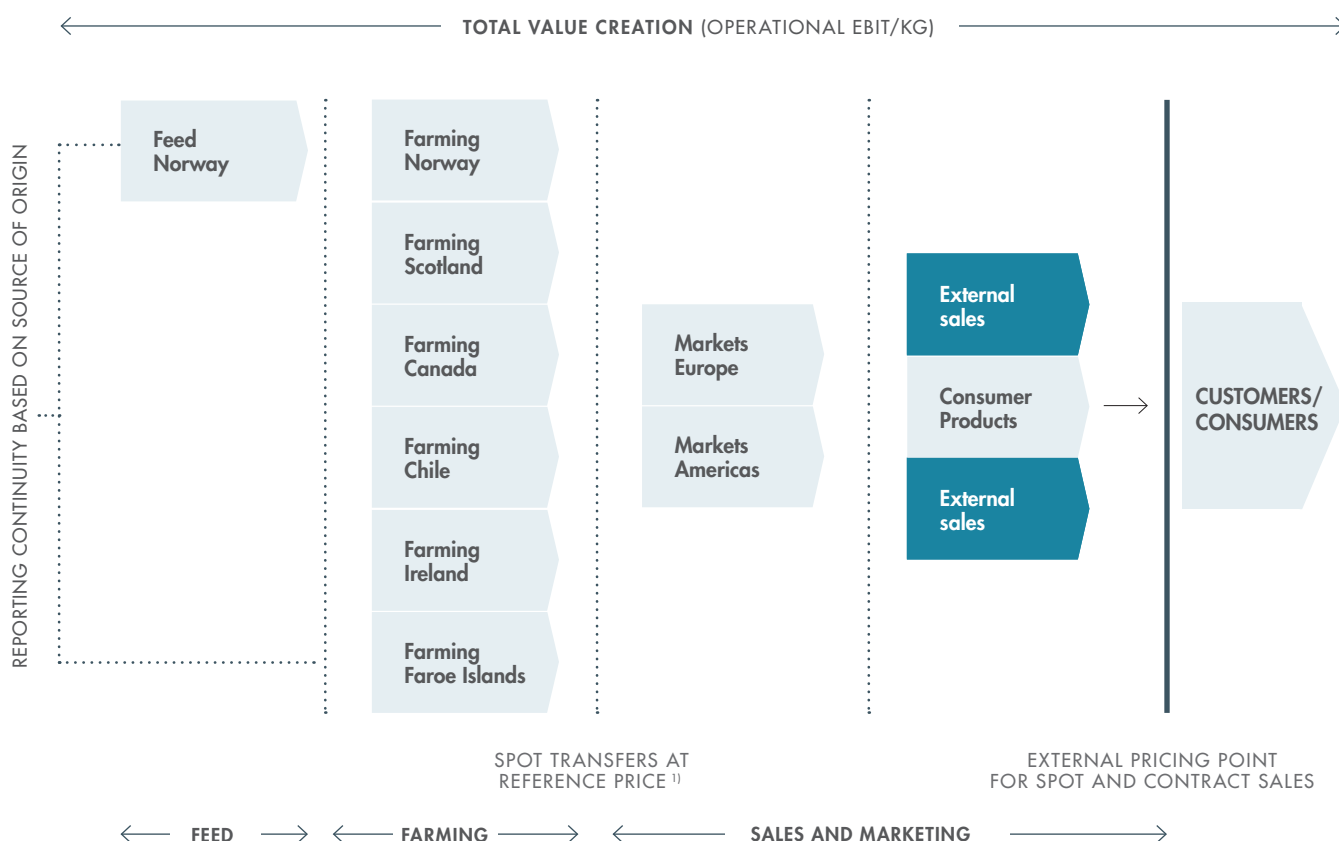 TOTAL VALUE CREATION (OPERATIONAL EBIT/KG)
REPORTING CONTINUITY BASED ON SOURCE OF ORIGIN
Feed
Norway
Farming
Norway
Farming
Scotland
Farming
Canada
Farming
Chile
Farming
Ireland
Farming
Faroe Islands
Markets
Europe
Markets
Americas
External
sales
Consumer
Products
External
sales
CUSTOMERS/
CONSUMERS
SPOT TRANSFERS AT
REFERENCE PRICE 1)
EXTERNAL PRICING POINT
FOR SPOT AND CONTRACT SALES
FEED
FARMING
SALES AND MARKETING